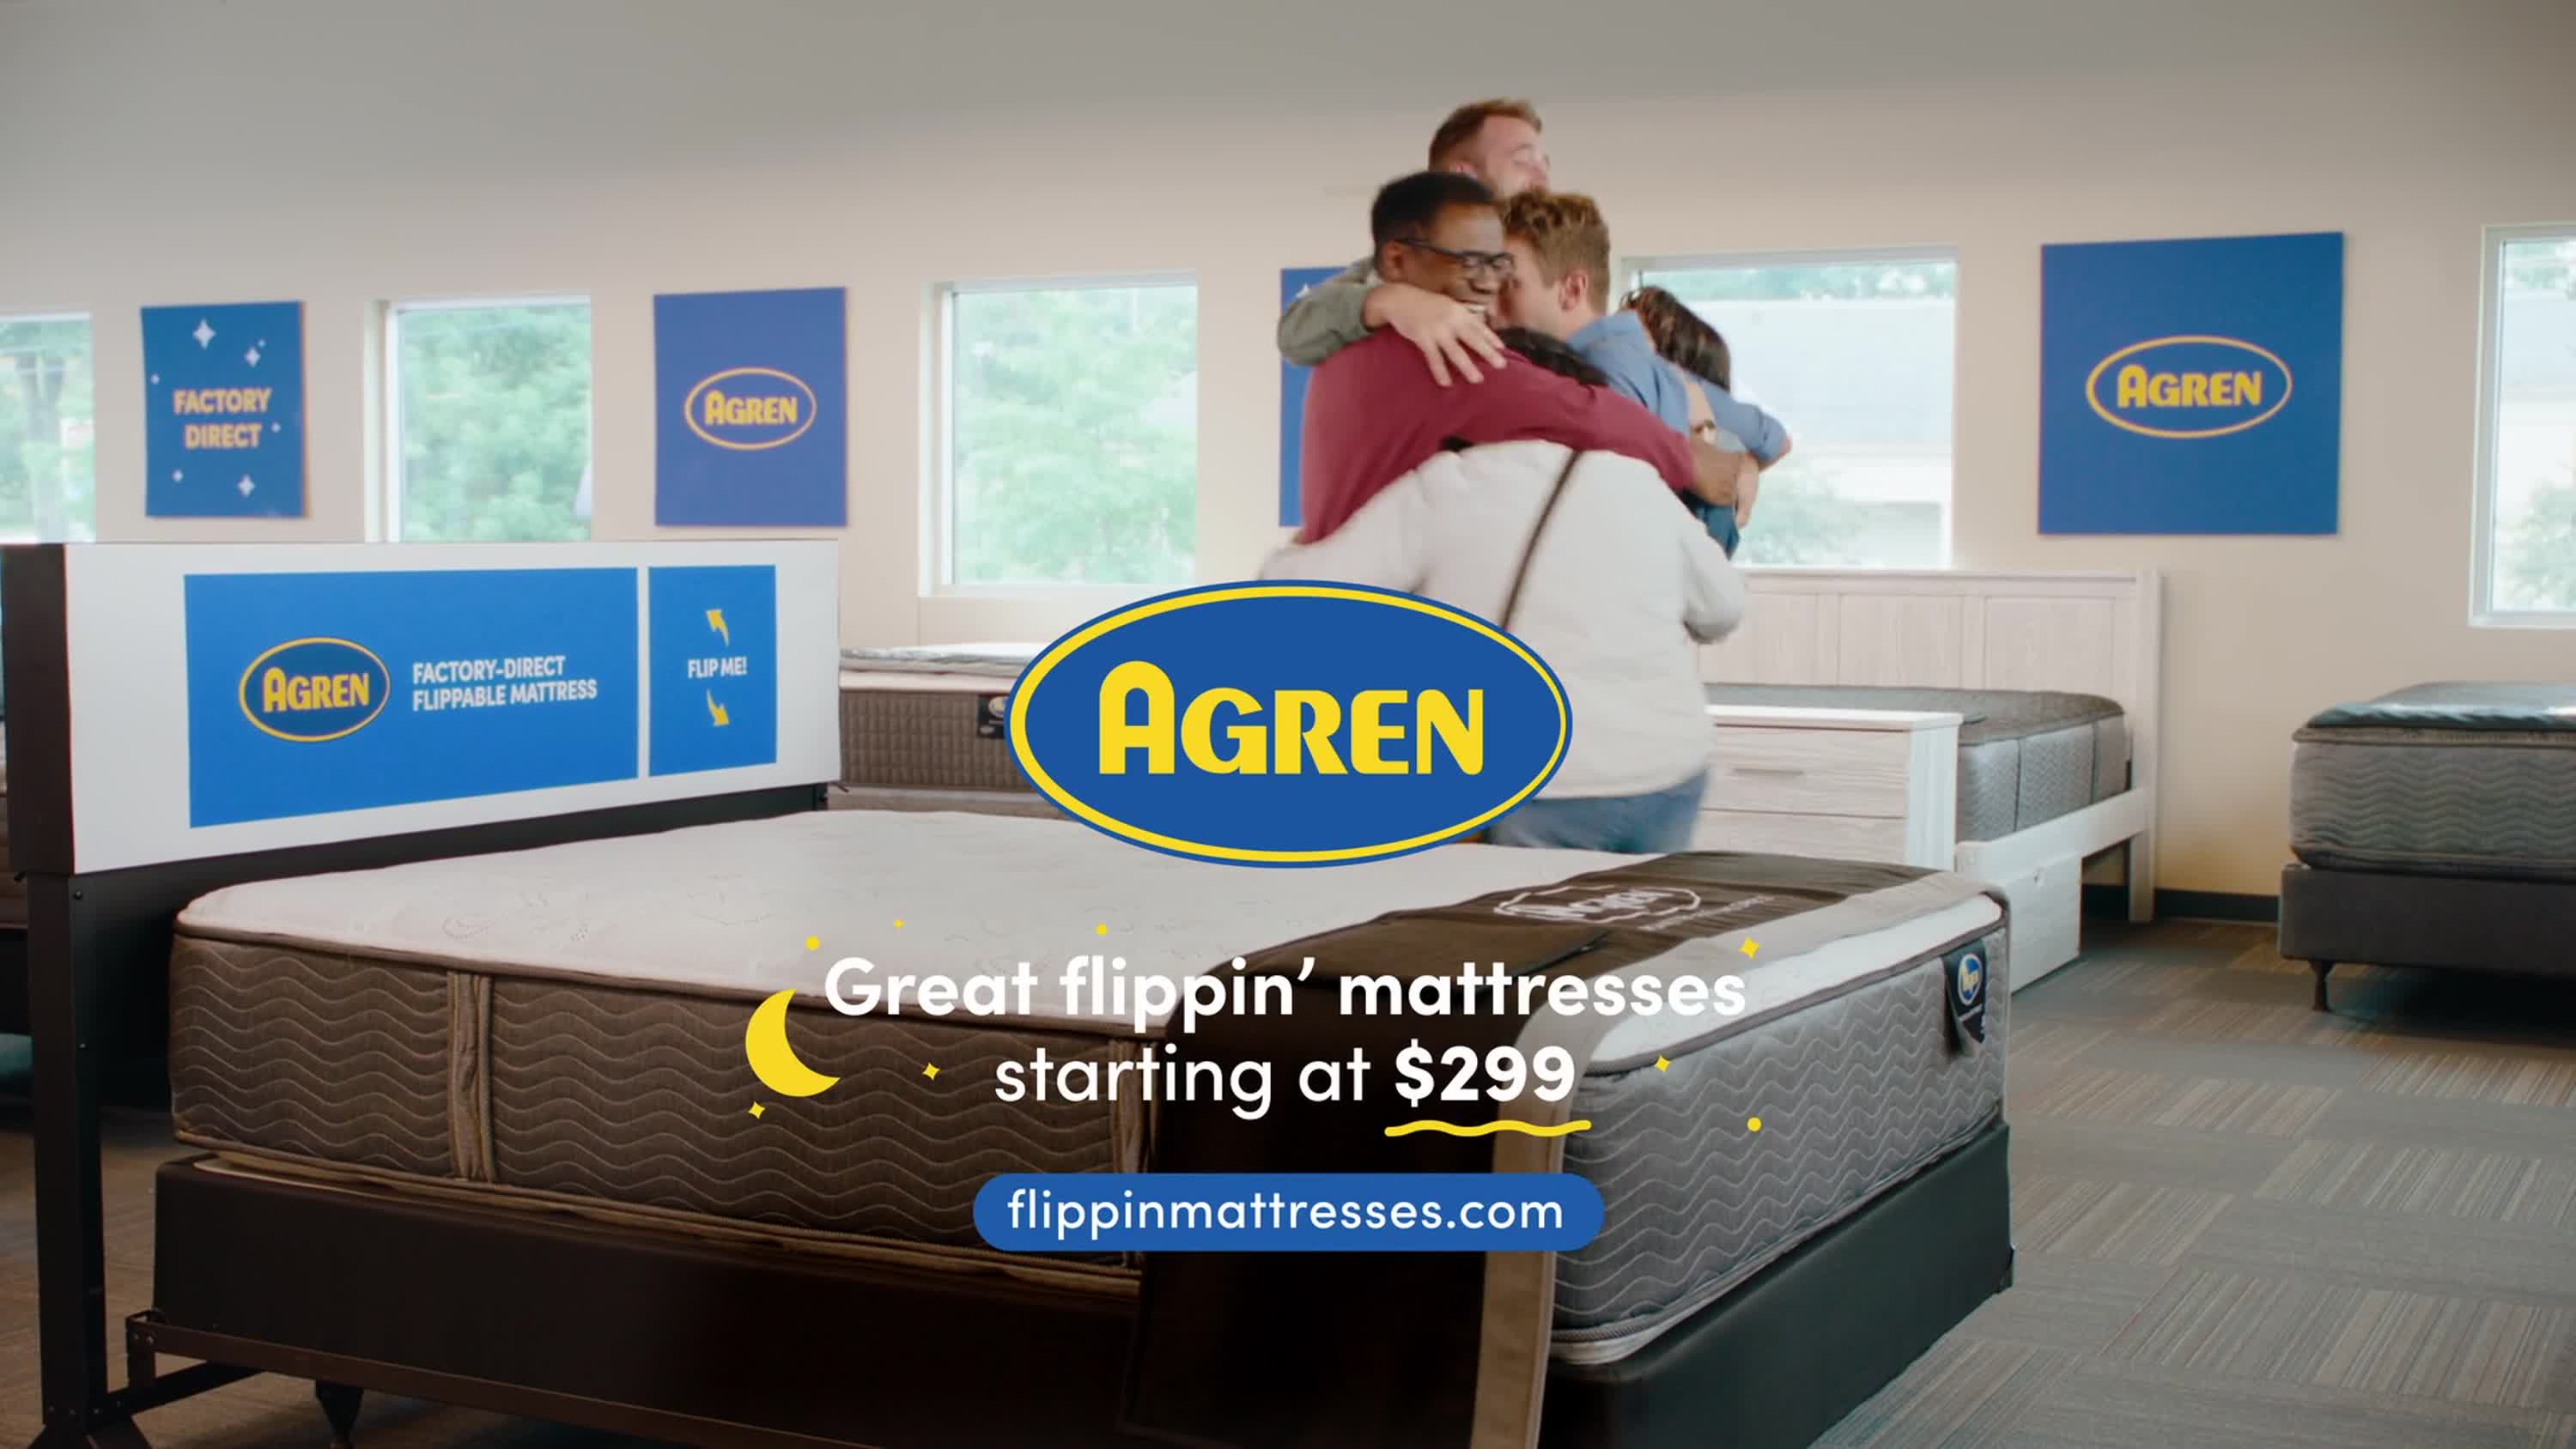 FACTORY
DIRECT
AGREN
AGREN
AGREN
FACTORY-DIRECT
FLIPPABLE MATTRESS
FLIP ME!
AGREN
Great flippin’ mattresses
starting at $299
flippinmattresses.com